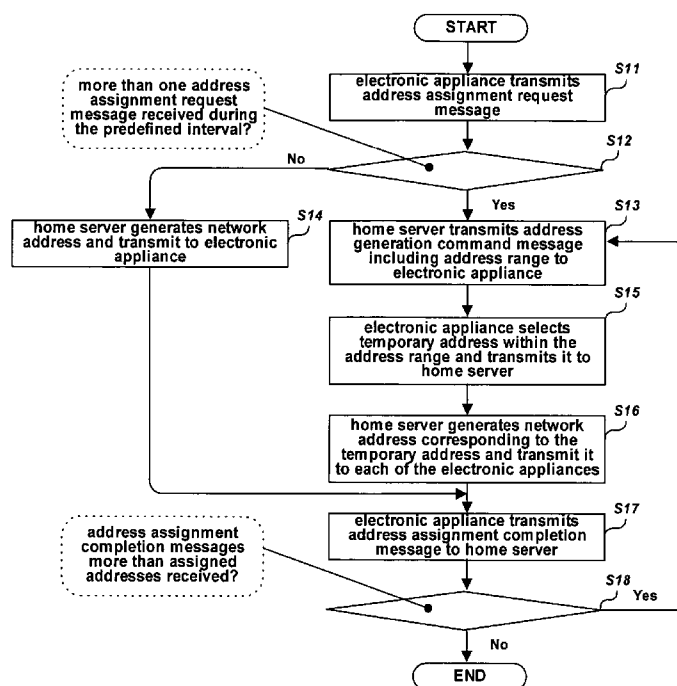 START
S11
electronic appliance transmits
address assignment request
message
more than one address
assignment request
message received during
the predefined interval?
S12
No
Yes
S14
home server generates network
address and transmit to electronic
appliance
S13
home server transmits address
generation command message
including address range to
electronic appliance
S15
electronic appliance selects
temporary address within the
address range and transmits it to
home server
S16
home server generates network
address corresponding to the
temporary address and transmit it
to each of the electronic appliances
S17
electronic appliance transmits
address assignment completion
message to home server
address assignment
completion messages
more than assigned
addresses received?
S18
Yes
No
END